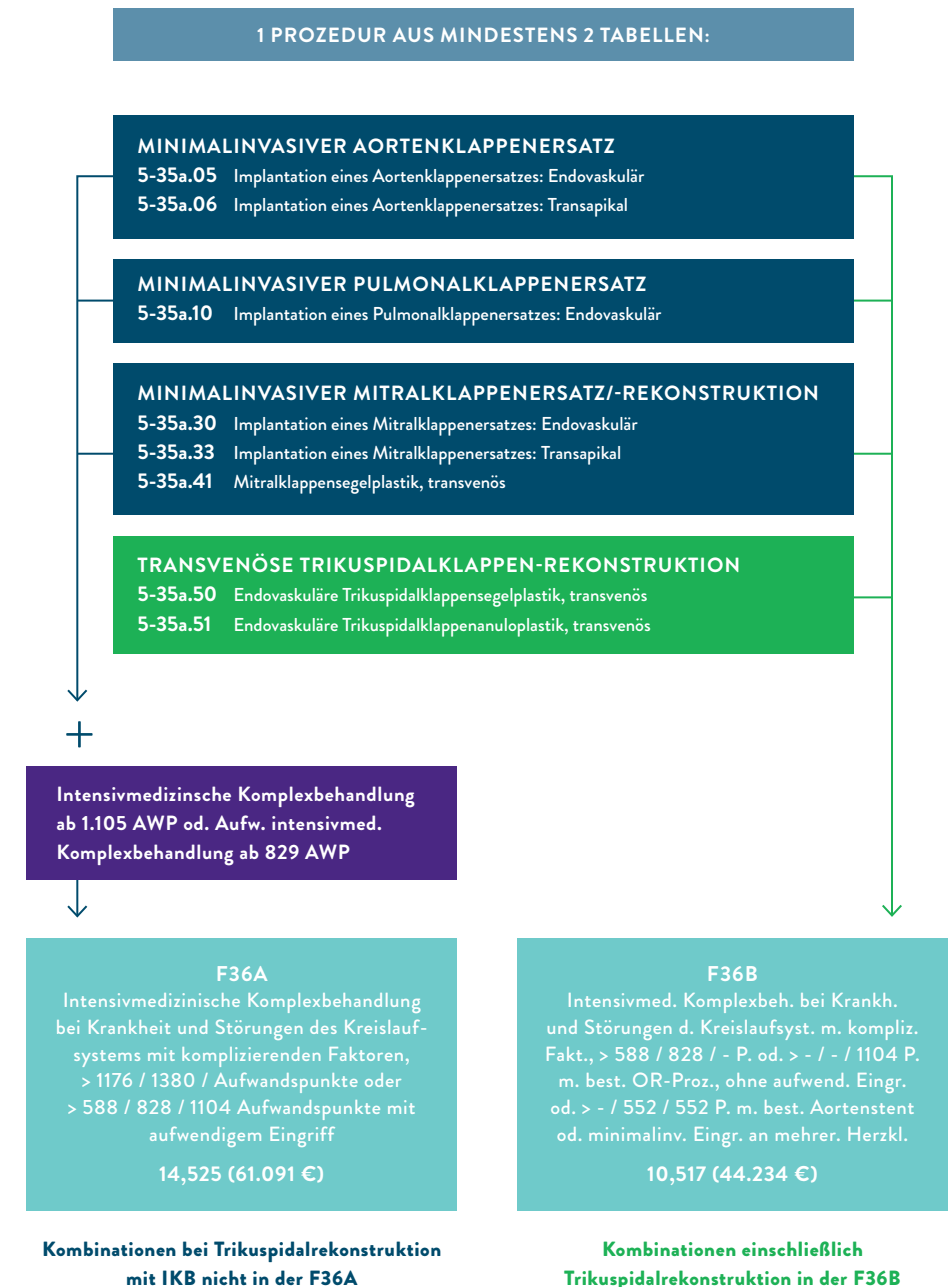 1 PROZEDUR AUS MINDESTENS 2 TABELLEN:
MINIMALINVASIVER AORTENKLAPPENERSATZ
5-35a.05 Implantation eines Aortenklappenersatzes: Endovaskulär
5-35a.06 Implantation eines Aortenklappenersatzes: Transapikal
MINIMALINVASIVER PULMONALKLAPPENERSATZ
5-35a.10 Implantation eines Pulmonalklappenersatzes: Endovaskulär
MINIMALINVASIVER MITRALKLAPPENERSATZ/-REKONSTRUKTION
5-35a.30 Implantation eines Mitralklappenersatzes: Endovaskulär
5-35a.33 Implantation eines Mitralklappenersatzes: Transapikal
5-35a.41 Mitralklappensegelplastik, transvenös
TRANSVENÖSE TRIKUSPIDALKLAPPEN-REKONSTRUKTION
5-35a.50 Endovaskuläre Trikuspidalklappensegelplastik, transvenös
5-35a.51 Endovaskuläre Trikuspidalklappenanuloplastik, transvenös
+
Intensivmedizinsche Komplexbehandlung
ab 1.105 AWP od. Aufw. intensivmed.
Komplexbehandlung ab 829 AWP
F36A
Intensivmedizinische Komplexbehandlung
bei Krankheit und Störungen des Kreislauf-
systems mit komplizierenden Faktoren,
> 1176 / 1380 / Aufwandspunkte oder
> 588 / 828 / 1104 Aufwandspunkte mit
aufwendigem Eingriff
14,525 (61.091 €)
Kombinationen bei Trikuspidalrekonstruktion
mit IKB nicht in der F36A
F36B
Intensivmed. Komplexbeh. bei Krankh.
und Störungen d. Kreislaufsyst. m. kompliz.
Fakt., > 588 / 828 / - P. od. > - / - / 1104 P.
m. best. OR-Proz., ohne aufwend. Eingr.
od. > - / 552 / 552 P. m. best. Aortenstent
od. minimalinv. Eingr. an mehrer. Herzkl.
10,517 (44.234 €)
Kombinationen einschließlich
Trikuspidalrekonstruktion in der F36B